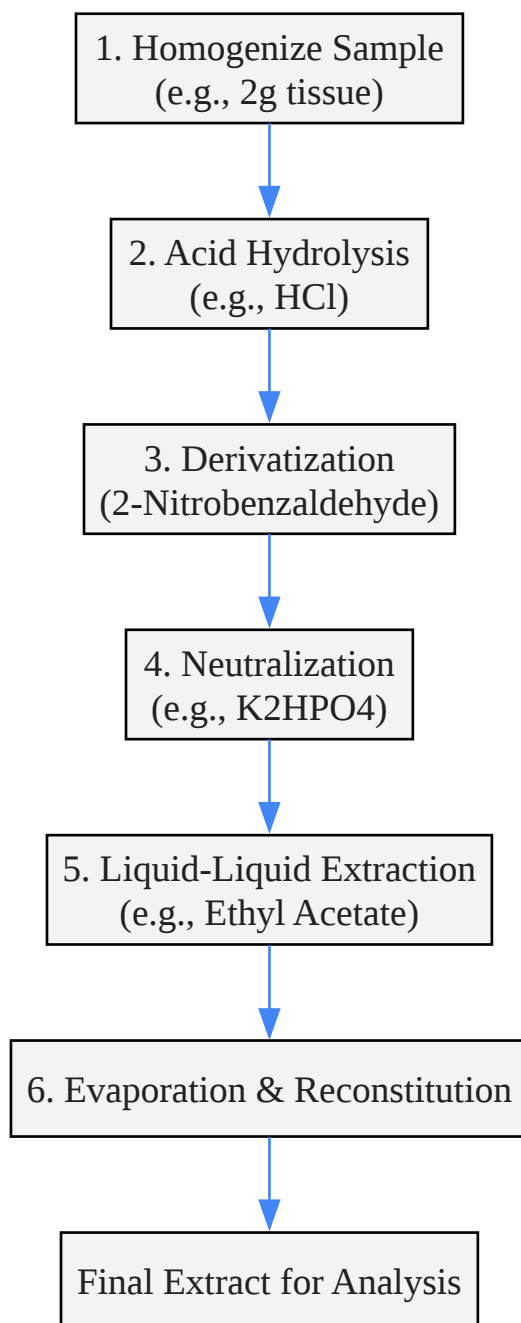 1. Homogenize Sample
(e.g., 2g tissue)
2. Acid Hydrolysis
(e.g., HCl)
3. Derivatization
(2-Nitrobenzaldehyde)
4. Neutralization
(e.g., K2HPO4)
5. Liquid-Liquid Extraction
(e.g., Ethyl Acetate)
6. Evaporation & Reconstitution
Final Extract for Analysis